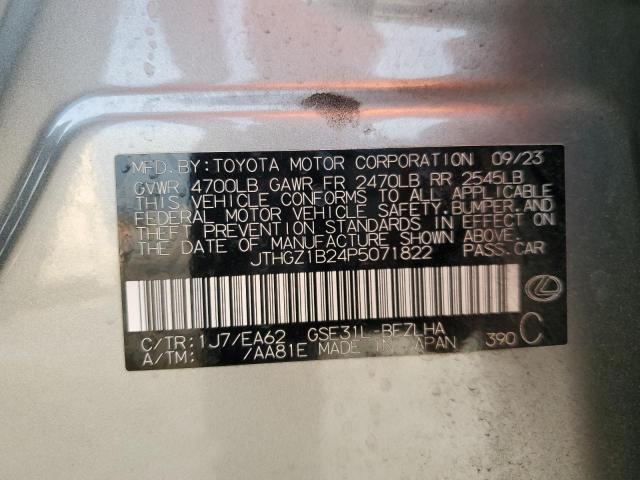 MFD.BY:TOYOTA MOTOR CORPORATION 09/23
GVWR 4700LB GAWR FR 2470LB RR 2545LB
THIS VEHICLE CONFORMS TO ALL APPLICABLE
FEDERAL MOTOR VEHICLE SAFETY,BUMPER,AND
THEFT PREVENTION STANDARDS IN EFFECT ON
THE DATE OF MANUFACTURE SHOWN ABOVE.
JTHGZ1B24P5071822 PASS.CAR
C/TR:1J7/EA62 GSE31L-BEZLHA
A/TM: /AA81E MADE IN JAPAN 390 C